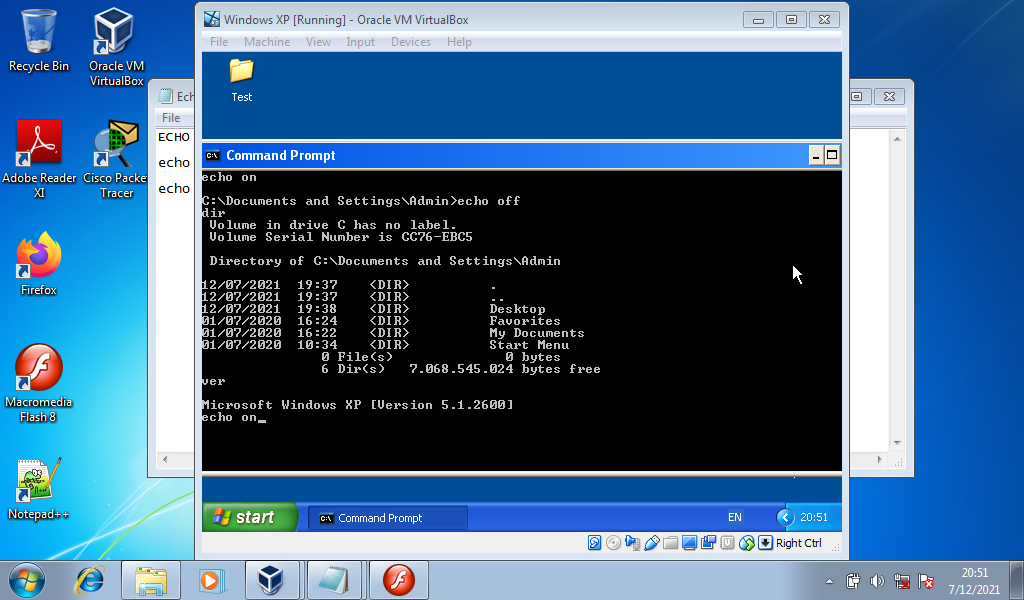 Recycle Bin
Oracle VM
VirtualBox
Adobe Reader
XI
Cisco Packet
Tracer
Firefox
Macromedia
Flash 8
Notepad++
File
ECHO
echo
echo
Windows XP [Running] - Oracle VM VirtualBox
File Machine View Input Devices Help
Test
Command Prompt
echo on
C:\Documents and Settings\Admin>echo off
dir
Volume in drive C has no label.
Volume Serial Number is CC76-EBC5
Directory of C:\Documents and Settings\Admin
12/07/2021 19:37 <DIR> .
12/07/2021 19:37 <DIR> ..
12/07/2021 19:38 <DIR> Desktop
01/07/2020 16:24 <DIR> Favorites
01/07/2020 16:22 <DIR> My Documents
01/07/2020 10:34 <DIR> Start Menu
0 File(s) 0 bytes
6 Dir(s) 7.068.545.024 bytes free
ver
Microsoft Windows XP [Version 5.1.2600]
echo on_
start
Command Prompt
EN
20:51
Right Ctrl
20:51
7/12/2021